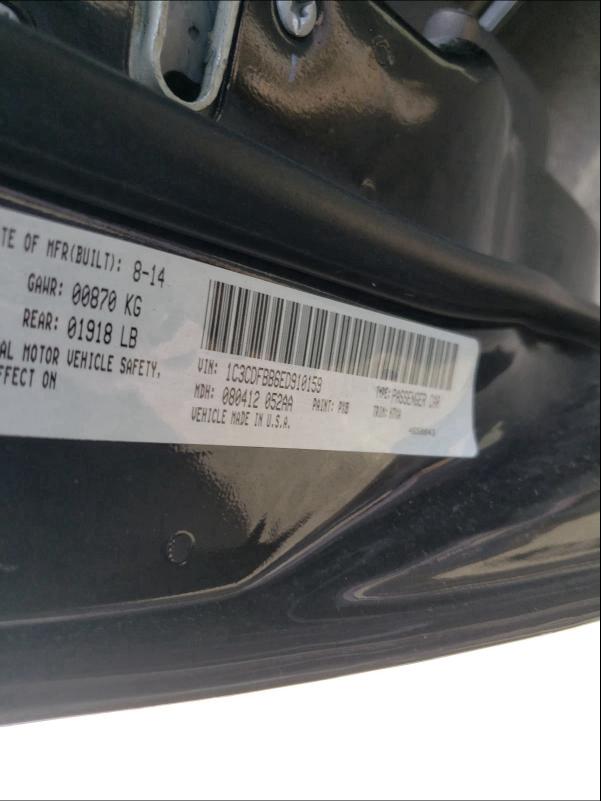 TE OF MFR(BUILT): 8-14
GAWR: 00870 KG
REAR: 01918 LB
AL MOTOR VEHICLE SAFETY,
FFECT ON
VIN: 1C3CDFBB6ED910159
MDH: 080412 052AA PAINT: PXB
TYPE: PASSENGER CAR
TRIM:
VEHICLE MADE IN U.S.A.